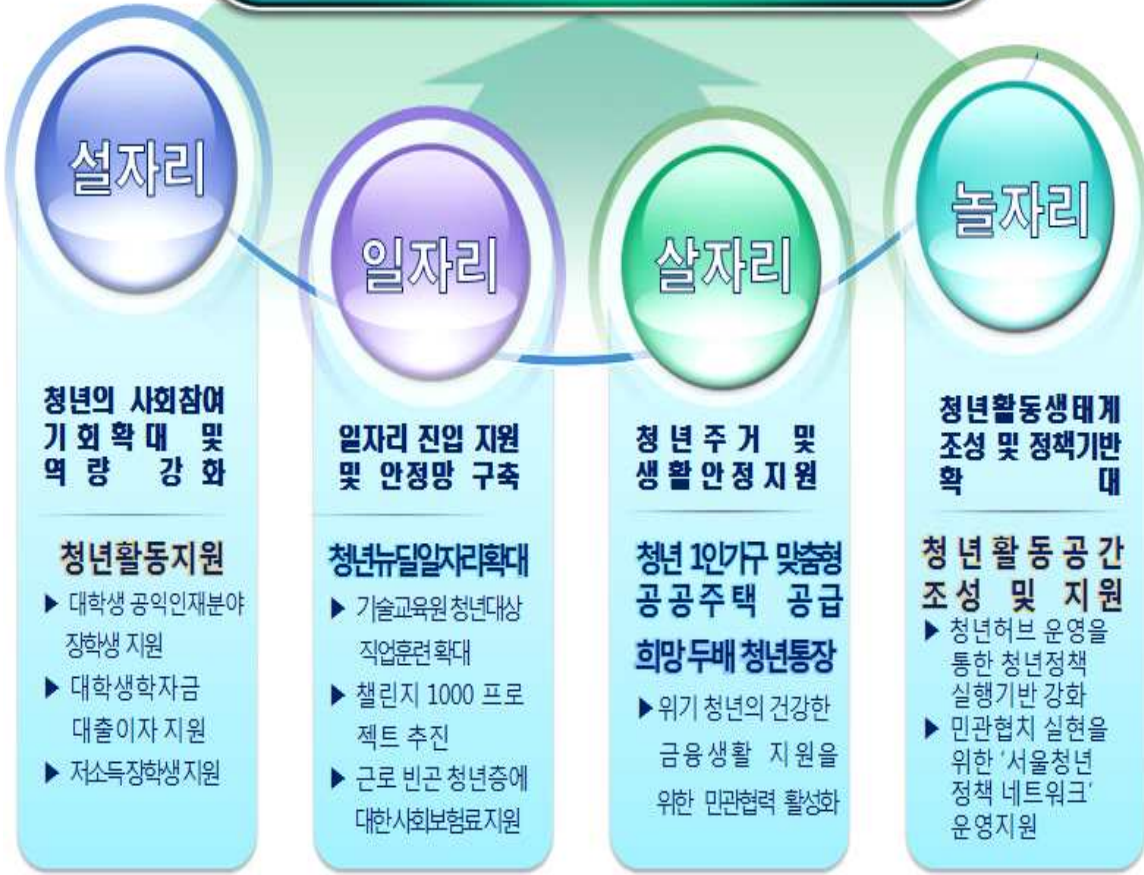 설자리
청년의 사회참여
기회확대 및
역량 강화
청년활동지원
▶ 대학생 공익인재분야
장학생 지원
▶ 대학생학자금
대출이자 지원
▶ 저소득장학생지원
일자리
일자리 진입 지원
및 안정망 구축
청년뉴딜일자리확대
▶ 기술교육원 청년대상
직업훈련 확대
▶ 챌린지 1000 프로
젝트 추진
▶ 근로 빈곤 청년층에
대한 사회보험료 지원
살자리
청년주거 및
생활안정지원
청년 1인가구 맞춤형
공공주택 공급
희망 두배 청년통장
▶ 위기 청년의 건강한
금융생활 지원을
위한 민관협력 활성화
놀자리
청년활동생태계
조성 및 정책기반
확대
청년활동공간
조성 및 지원
▶ 청년허브 운영을
통한 청년정책
실행기반 강화
▶ 민관협치 실현을
위한 '서울청년
정책 네트워크'
운영지원